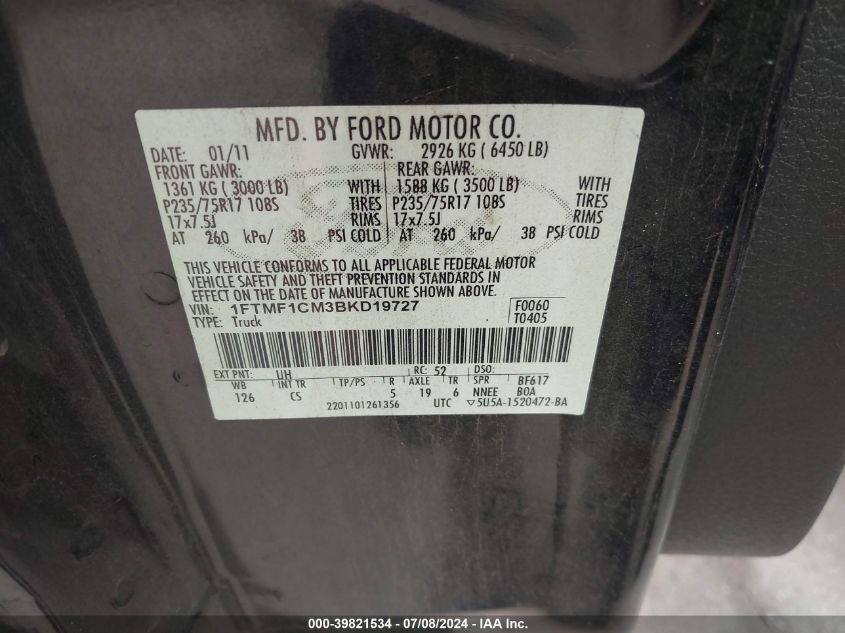 MFD. BY FORD MOTOR CO.
DATE: 01/11 GVWR: 2926 KG ( 6450 LB)
FRONT GAWR: REAR GAWR:
1361 KG ( 3000 LB) WITH 1588 KG ( 3500 LB) WITH
P235/75R17 108S TIRES P235/75R17 108S TIRES
17x7.5J RIMS 17x7.5J RIMS
AT 260 kPa/ 38 PSI COLD AT 260 kPa/ 38 PSI COLD
THIS VEHICLE CONFORMS TO ALL APPLICABLE FEDERAL MOTOR
VEHICLE SAFETY AND THEFT PREVENTION STANDARDS IN
EFFECT ON THE DATE OF MANUFACTURE SHOWN ABOVE.
VIN: 1FTMF1CM3BKD19727 F0060
TYPE: Truck T0405
EXT PNT: UH RC: 52 DSO:
WB INT TR TP/PS R AXLE TR SPR BF617
126 CS 5 19 6 NNEE BOA
2201101261356 UTC ▽5U5A-1520472-BA
000-39821534 / 07/08/2024 / IAA Inc.